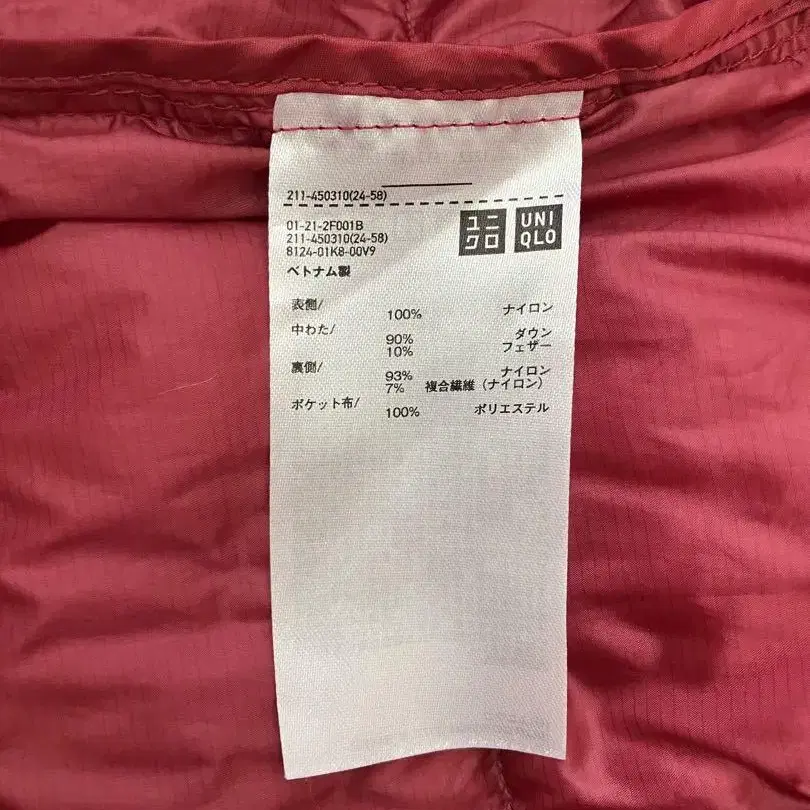 211-450310(24-58)
01-21-2F001B
211-450310(24-58)
8124-01K8-00V9
ベトナム製
ユニ
クロ
UNI
QLO
表側/ 100% ナイロン
中わた/ 90% ダウン
10% フェザー
裏側/ 93% ナイロン
7% 複合繊維（ナイロン）
ポケット布/ 100% ポリエステル